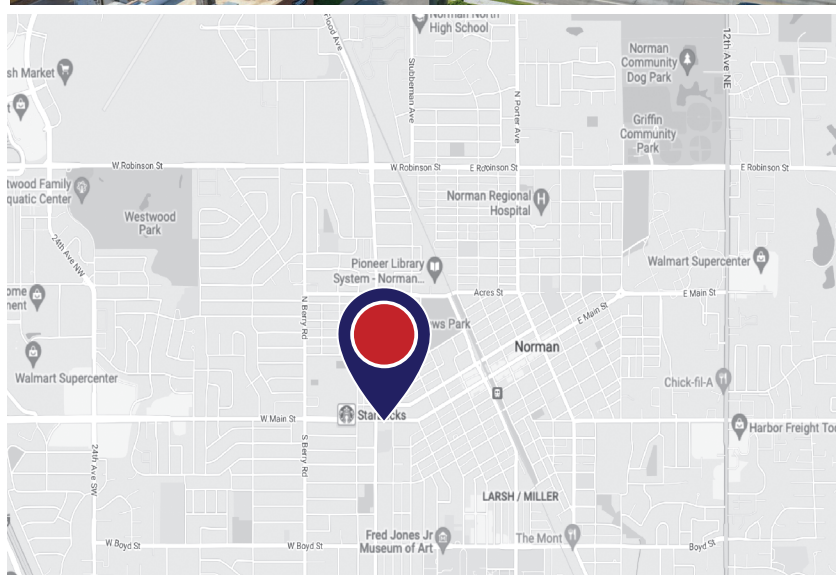 Norman North
High School
Flood Ave
Stubbeman Ave
12th Ave NE
Norman
Community
Dog Park
sh Market
N Porter Ave
Griffin
Community
Park
W Robinson St
W Robinson St
E Robinson St
E Robinson St
twood Family
quatic Center
Westwood
Park
Norman Regional
Hospital
24th Ave NW
Pioneer Library
System - Norman...
Walmart Supercenter
ome
nent
Acres St
E Main St
N Berry Rd
ws Park
E Main St
Norman
Walmart Supercenter
Chick-fil-A
W Main St
Starbucks
Harbor Freight Too
S Berry Rd
24th Ave SW
LARSH / MILLER
Fred Jones Jr
Museum of Art
The Mont
W Boyd St
W Boyd St
Boyd St